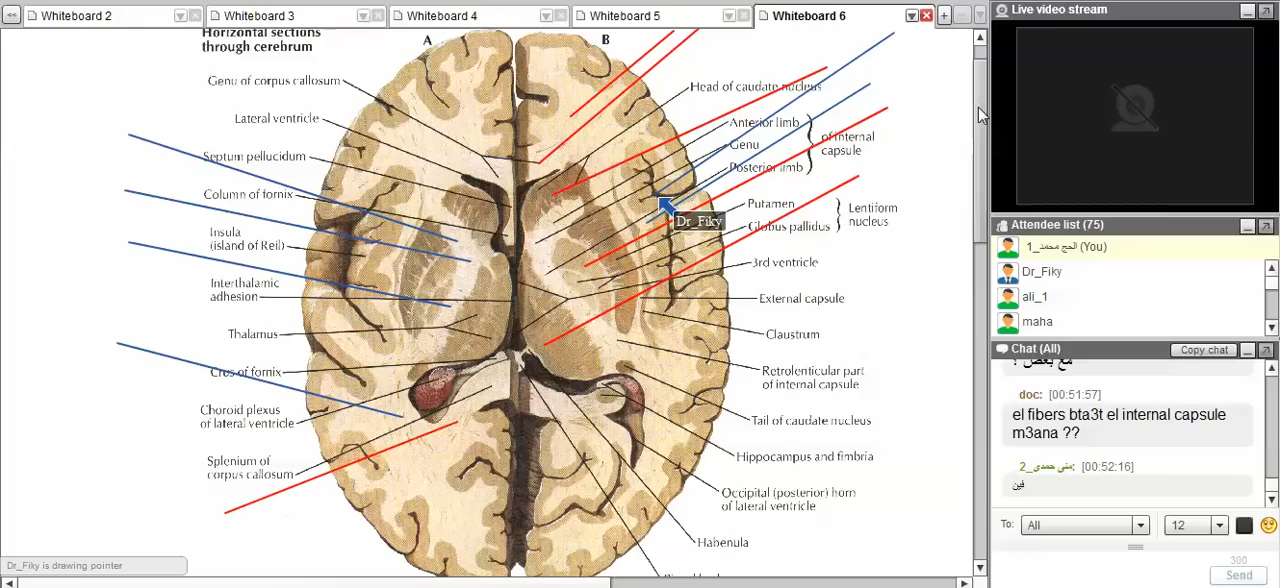 Whiteboard 2
Whiteboard 3
Whiteboard 4
Whiteboard 5
Whiteboard 6
Horizontal sections
through cerebrum
A
B
Genu of corpus callosum
Lateral ventricle
Septum pellucidum
Column of fornix
Insula
(island of Reil)
Interthalamic
adhesion
Thalamus
Crus of fornix
Choroid plexus
of lateral ventricle
Splenium of
corpus callosum
Head of caudate nucleus
Anterior limb
Genu
Posterior limb
of internal
capsule
Putamen
Globus pallidus
Lentiform
nucleus
3rd ventricle
External capsule
Claustrum
Retrolenticular part
of internal capsule
Tail of caudate nucleus
Hippocampus and fimbria
Occipital (posterior) horn
of lateral ventricle
Habenula
Dr_Fiky
Dr_Fiky is drawing pointer
Live video stream
Attendee list (75)
الحج محمد_1 (You)
Dr_Fiky
ali_1
maha
Chat (All)
Copy chat
مع بعض ؟
doc: [00:51:57]
el fibers bta3t el internal capsule
m3ana ??
منى حمدى_2: [00:52:16]
فين
To:
All
12
300
Send